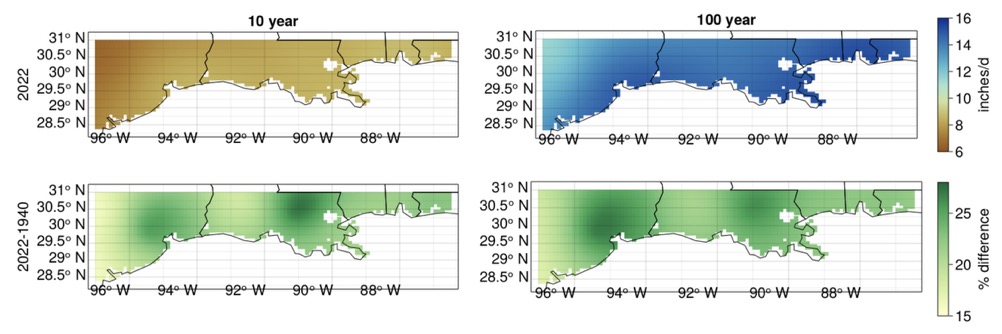 10 year
100 year
31° N
30.5° N
30° N
29.5° N
29° N
28.5° N
96° W
94° W
92° W
90° W
88° W
2022
31° N
30.5° N
30° N
29.5° N
29° N
28.5° N
96° W
94° W
92° W
90° W
88° W
16
14
12
10
8
6
inches/d
31° N
30.5° N
30° N
29.5° N
29° N
28.5° N
96° W
94° W
92° W
90° W
88° W
2022-1940
31° N
30.5° N
30° N
29.5° N
29° N
28.5° N
96° W
94° W
92° W
90° W
88° W
25
20
15
% difference